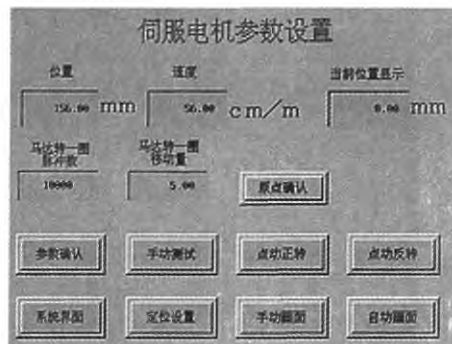 伺服电机参数设置
位置 速度 当前位置显示
156.00 mm 56.00 cm/m 0.00 mm
马达转一圈 马达转一圈
脉冲数 移动量
10000 5.00 原点确认
参数确认 手动测试 点动正转 点动反转
系统界面 定位设置 手动画面 自动画面